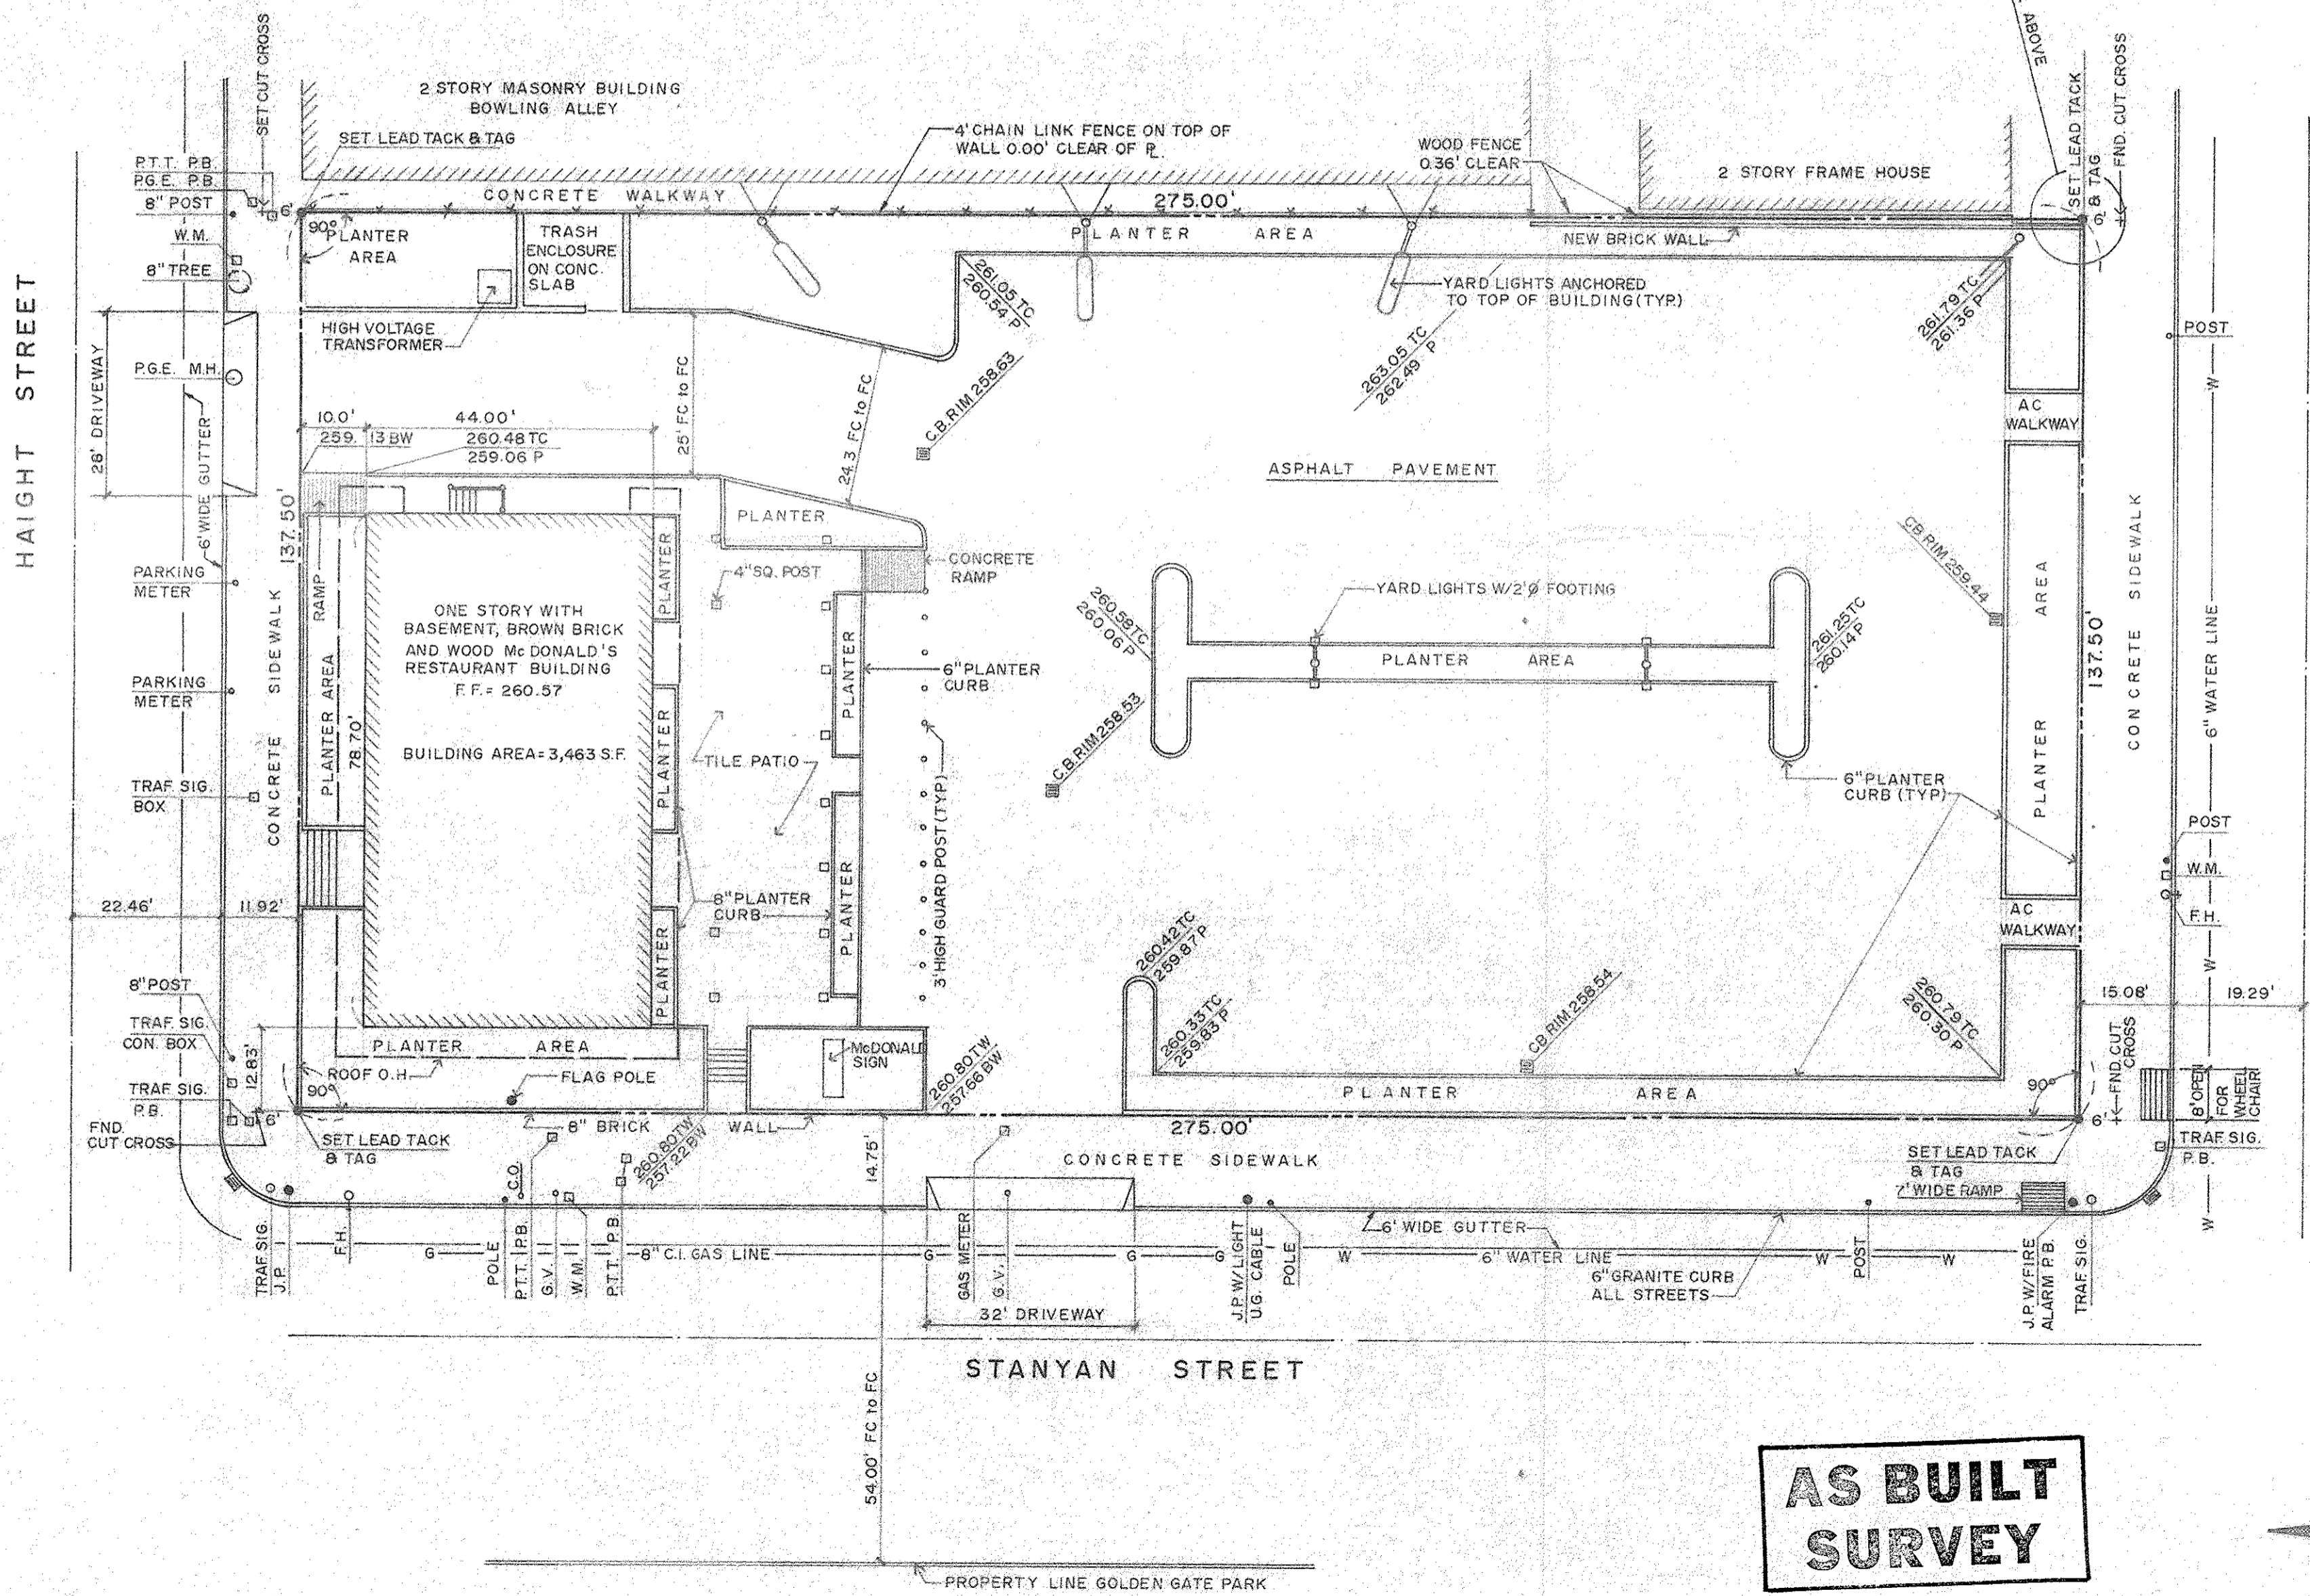 ABOVE
SET CUT CROSS
2 STORY MASONRY BUILDING
BOWLING ALLEY
SET LEAD TACK & TAG
4' CHAIN LINK FENCE ON TOP OF
WALL 0.00' CLEAR OF ℄.
WOOD FENCE
0.36' CLEAR
2 STORY FRAME HOUSE
SET LEAD TACK
& TAG
FND. CUT CROSS
P.T.T. P.B.
P.G.E. P.B.
8" POST
W.M.
8" TREE
6'
CONCRETE WALKWAY
275.00'
6'
90°
PLANTER
AREA
TRASH
ENCLOSURE
ON CONC.
SLAB
PLANTER AREA
NEW BRICK WALL
261.05 TC
260.54 P
YARD LIGHTS ANCHORED
TO TOP OF BUILDING (TYP.)
261.79 TC
261.36 P
POST
HAIGHT STREET
HIGH VOLTAGE
TRANSFORMER
28' DRIVEWAY
P.G.E. M.H.
6' WIDE GUTTER
25' FC to FC
24.3 FC to FC
C.B. RIM 258.63
263.05 TC
262.49 P
W
AC
WALKWAY
10.0'
44.00'
259.13 BW
260.48 TC
259.06 P
ASPHALT PAVEMENT
137.50'
PLANTER
CONCRETE
RAMP
4" SQ. POST
PARKING
METER
RAMP
ONE STORY WITH
BASEMENT, BROWN BRICK
AND WOOD McDONALD'S
RESTAURANT BUILDING
F.F. = 260.57
BUILDING AREA = 3,463 S.F.
PLANTER
PLANTER
PLANTER
PLANTER
PLANTER
6" PLANTER
CURB
YARD LIGHTS W/2'Ø FOOTING
260.58 TC
260.06 P
PLANTER AREA
261.25 TC
260.14 P
CB RIM 259.44
PLANTER AREA
137.50'
CONCRETE SIDEWALK
6" WATER LINE
PARKING
METER
CONCRETE SIDEWALK
PLANTER AREA
78.70'
TILE PATIO
C.B. RIM 258.53
TRAF. SIG.
BOX
3' HIGH GUARD POST (TYP)
6" PLANTER
CURB (TYP)
POST
W.M.
F.H.
22.46'
11.92'
8" PLANTER
CURB
AC
WALKWAY
W
260.42 TC
259.87 P
260.33 TC
259.83 P
CB RIM 258.54
260.79 TC
260.30 P
15.08'
19.29'
8" POST
TRAF. SIG.
CON. BOX
TRAF. SIG.
P.B.
FND.
CUT CROSS
12.83'
PLANTER AREA
ROOF O.H.
90°
6'
FLAG POLE
McDONALD
SIGN
260.80 TW
257.66 BW
PLANTER AREA
90°
6'
FND. CUT
CROSS
8' OPEN
FOR
WHEEL
CHAIR
TRAF. SIG.
P.B.
SET LEAD TACK
& TAG
8" BRICK WALL
260.80 TW
257.22 BW
14.75'
275.00'
CONCRETE SIDEWALK
SET LEAD TACK
& TAG
7' WIDE RAMP
W
TRAF. SIG.
J.P.
F.H.
G
POLE
C.O.
P.T.T. P.B.
G.V.
W.M.
P.T.T. P.B.
8" C.I. GAS LINE
G
GAS METER
G.V.
G
G
J.P. W/LIGHT
U.G. CABLE
POLE
W
6' WIDE GUTTER
6" WATER LINE
6" GRANITE CURB
ALL STREETS
W
POST
W
J.P. W/FIRE
ALARM P.B.
TRAF. SIG.
32' DRIVEWAY
STANYAN STREET
54.00' FC to FC
PROPERTY LINE GOLDEN GATE PARK
AS BUILT
SURVEY